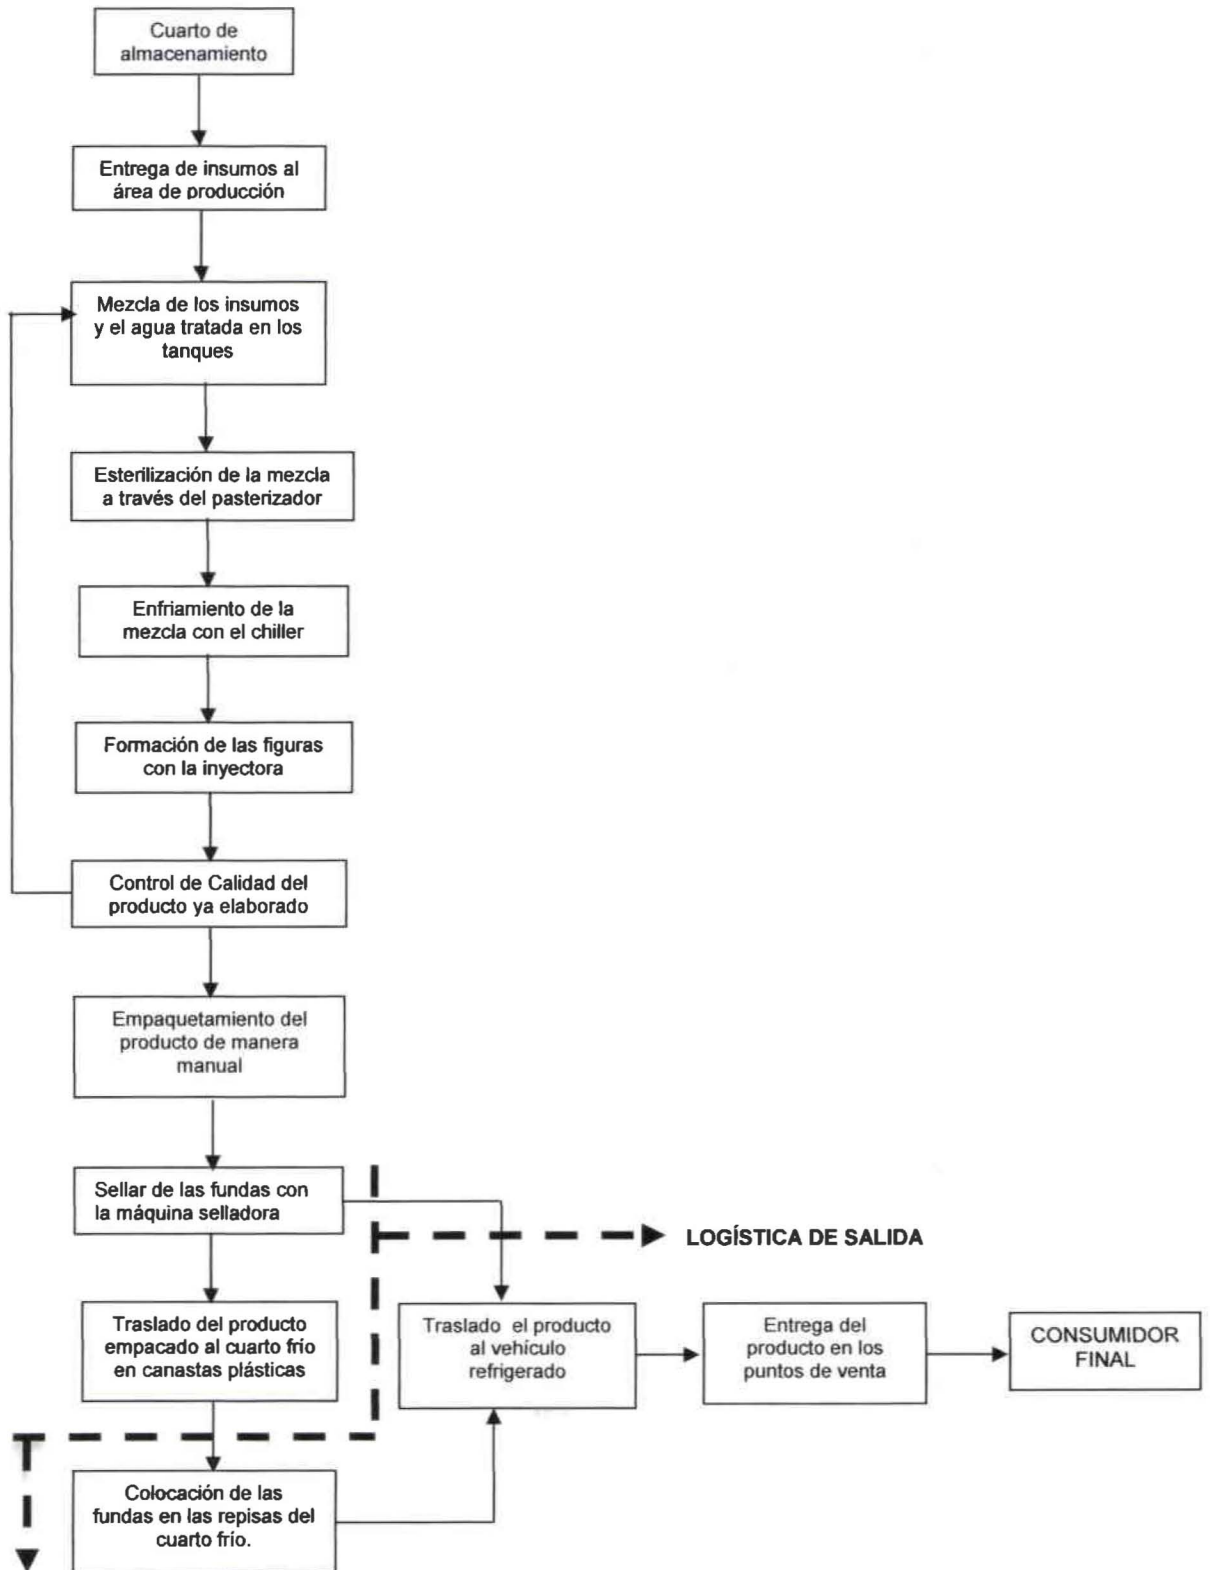 Cuarto de
almacenamiento
Entrega de insumos al
área de producción
Mezcla de los insumos
y el agua tratada en los
tanques
Esterilización de la mezcla
a través del pasterizador
Enfriamiento de la
mezcla con el chiller
Formación de las figuras
con la inyectora
Control de Calidad del
producto ya elaborado
Empaquetamiento del
producto de manera
manual
Sellar de las fundas con
la máquina selladora
LOGÍSTICA DE SALIDA
Traslado del producto
empacado al cuarto frío
en canastas plásticas
Traslado el producto
al vehículo
refrigerado
Entrega del
producto en los
puntos de venta
CONSUMIDOR
FINAL
Colocación de las
fundas en las repisas del
cuarto frío.